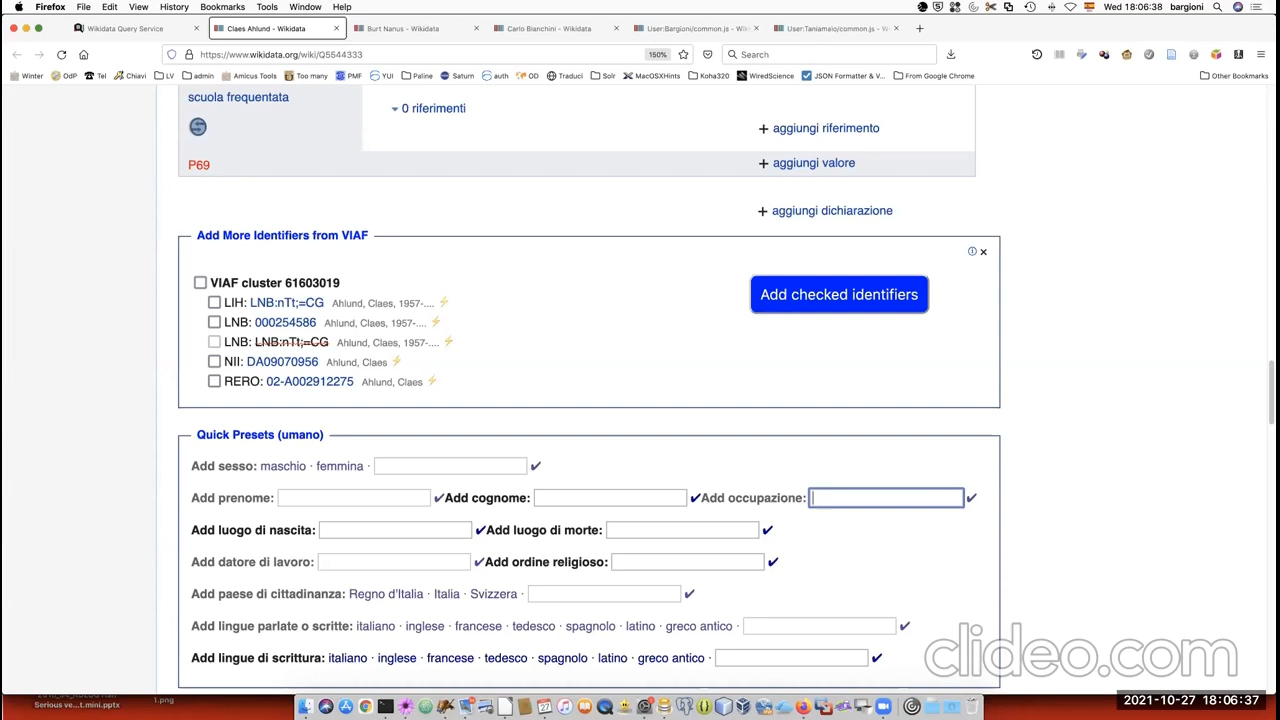 Firefox File Edit View History Bookmarks Tools Window Help Wed 18:06:38 bargioni
Wikidata Query Service × Claes Ahlund - Wikidata × Burt Nanus - Wikidata × Carlo Bianchini - Wikidata × User:Bargioni/common.js - Wik × User:Taniamaio/common.js - W ×
https://www.wikidata.org/wiki/Q5544333 150% Search
Winter OdP Tel Chiavi LV admin Amicus Tools Too many PMF YUI Paline Saturn auth OD Traduci Solr MacOSXHints Koha320 WiredScience JSON Formatter & V... From Google Chrome Other Bookmarks
scuola frequentata
0 riferimenti
+ aggiungi riferimento
P69
+ aggiungi valore
+ aggiungi dichiarazione
Add More Identifiers from VIAF
VIAF cluster 61603019
Add checked identifiers
LIH: LNB:nTt;=CG Ahlund, Claes, 1957-....
LNB: 000254586 Ahlund, Claes, 1957-....
LNB: LNB:nTt;=CG Ahlund, Claes, 1957-....
NII: DA09070956 Ahlund, Claes
RERO: 02-A002912275 Ahlund, Claes
Quick Presets (umano)
Add sesso: maschio · femmina · ✔
Add prenome: ✔Add cognome: ✔Add occupazione: ✔
Add luogo di nascita: ✔Add luogo di morte: ✔
Add datore di lavoro: ✔Add ordine religioso: ✔
Add paese di cittadinanza: Regno d'Italia · Italia · Svizzera · ✔
Add lingue parlate o scritte: italiano · inglese · francese · tedesco · spagnolo · latino · greco antico · ✔
Add lingue di scrittura: italiano · inglese · francese · tedesco · spagnolo · latino · greco antico · ✔
clideo.com
Serious ve...t.mini.pptx
1.png
2021-10-27 18:06:37